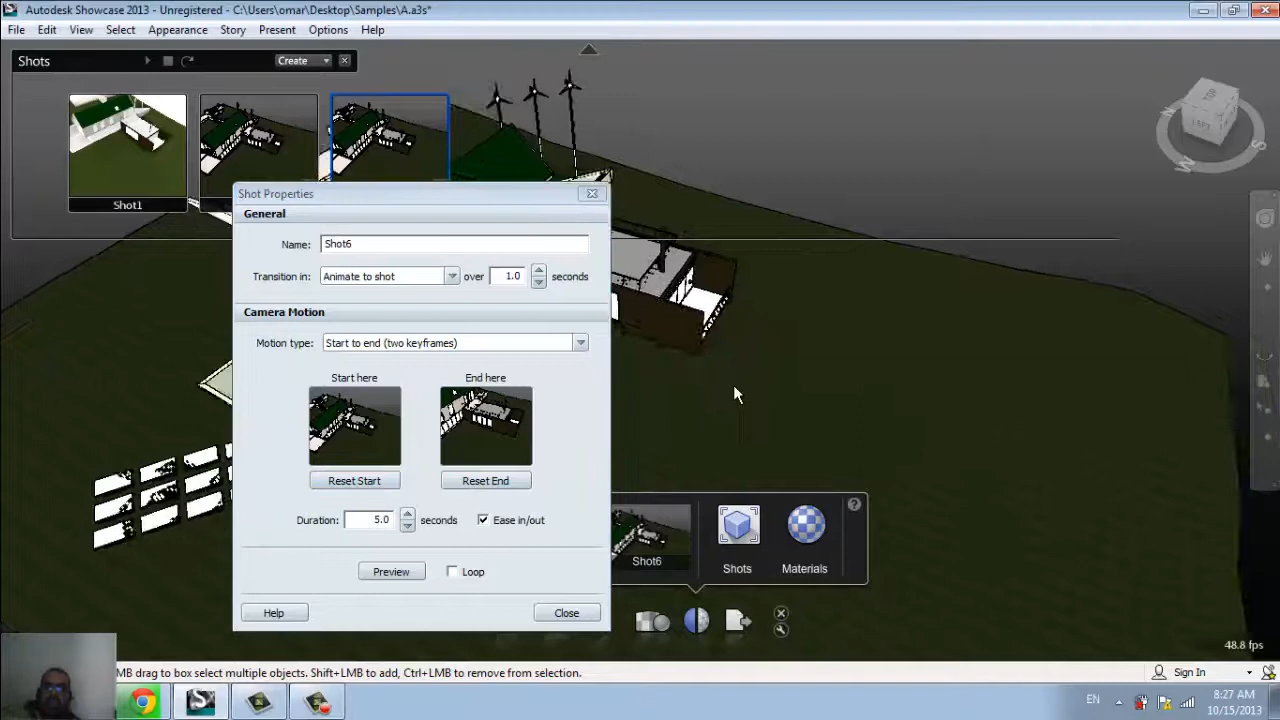 Autodesk Showcase 2013 - Unregistered - C:\Users\omar\Desktop\Samples\A.a3s*
File Edit View Select Appearance Story Present Options Help
Shots
Create
Shot1
Shot Properties
General
Name: Shot6
Transition in: Animate to shot over 1.0 seconds
Camera Motion
Motion type: Start to end (two keyframes)
Start here End here
Reset Start Reset End
Duration: 5.0 seconds Ease in/out
Preview Loop
Help Close
Shot6 Shots Materials
TOP
LEFT
W S
48.8 fps
MB drag to box select multiple objects. Shift+LMB to add, Ctrl+LMB to remove from selection.
Sign In
EN
8:27 AM
10/15/2013